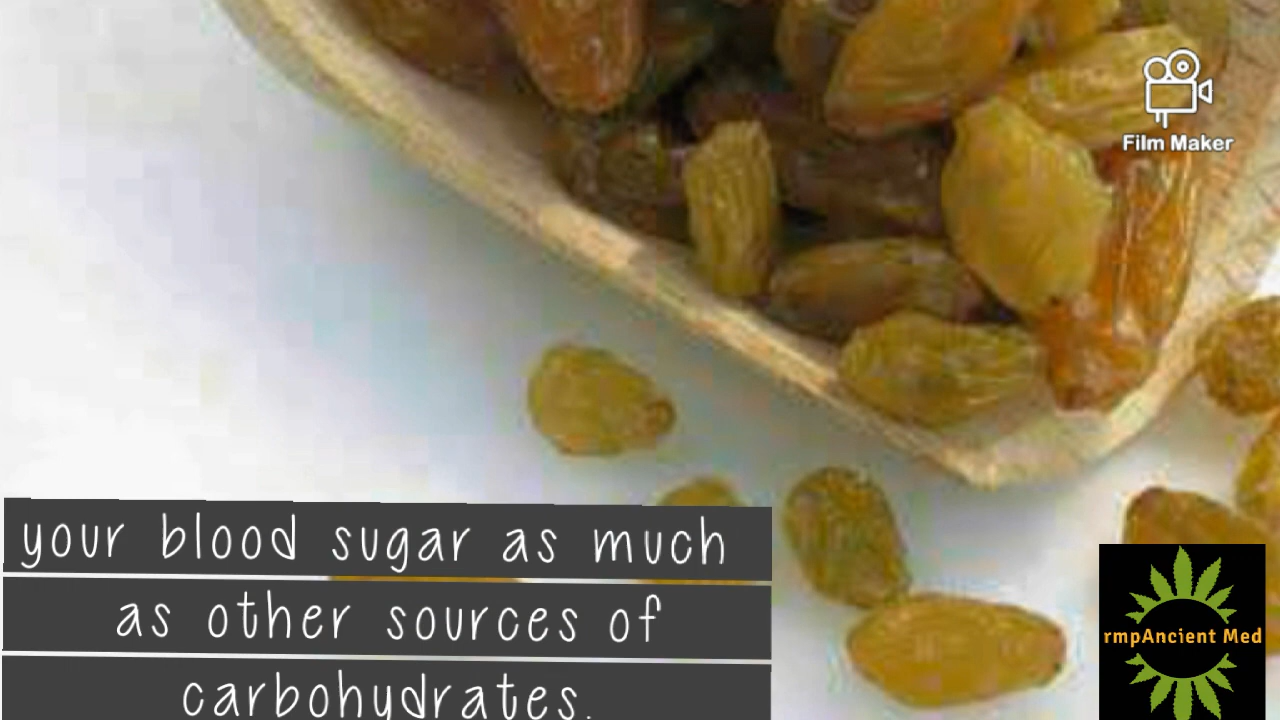 Film Maker
your blood sugar as much
as other sources of
carbohydrates.
rmpAncient Med